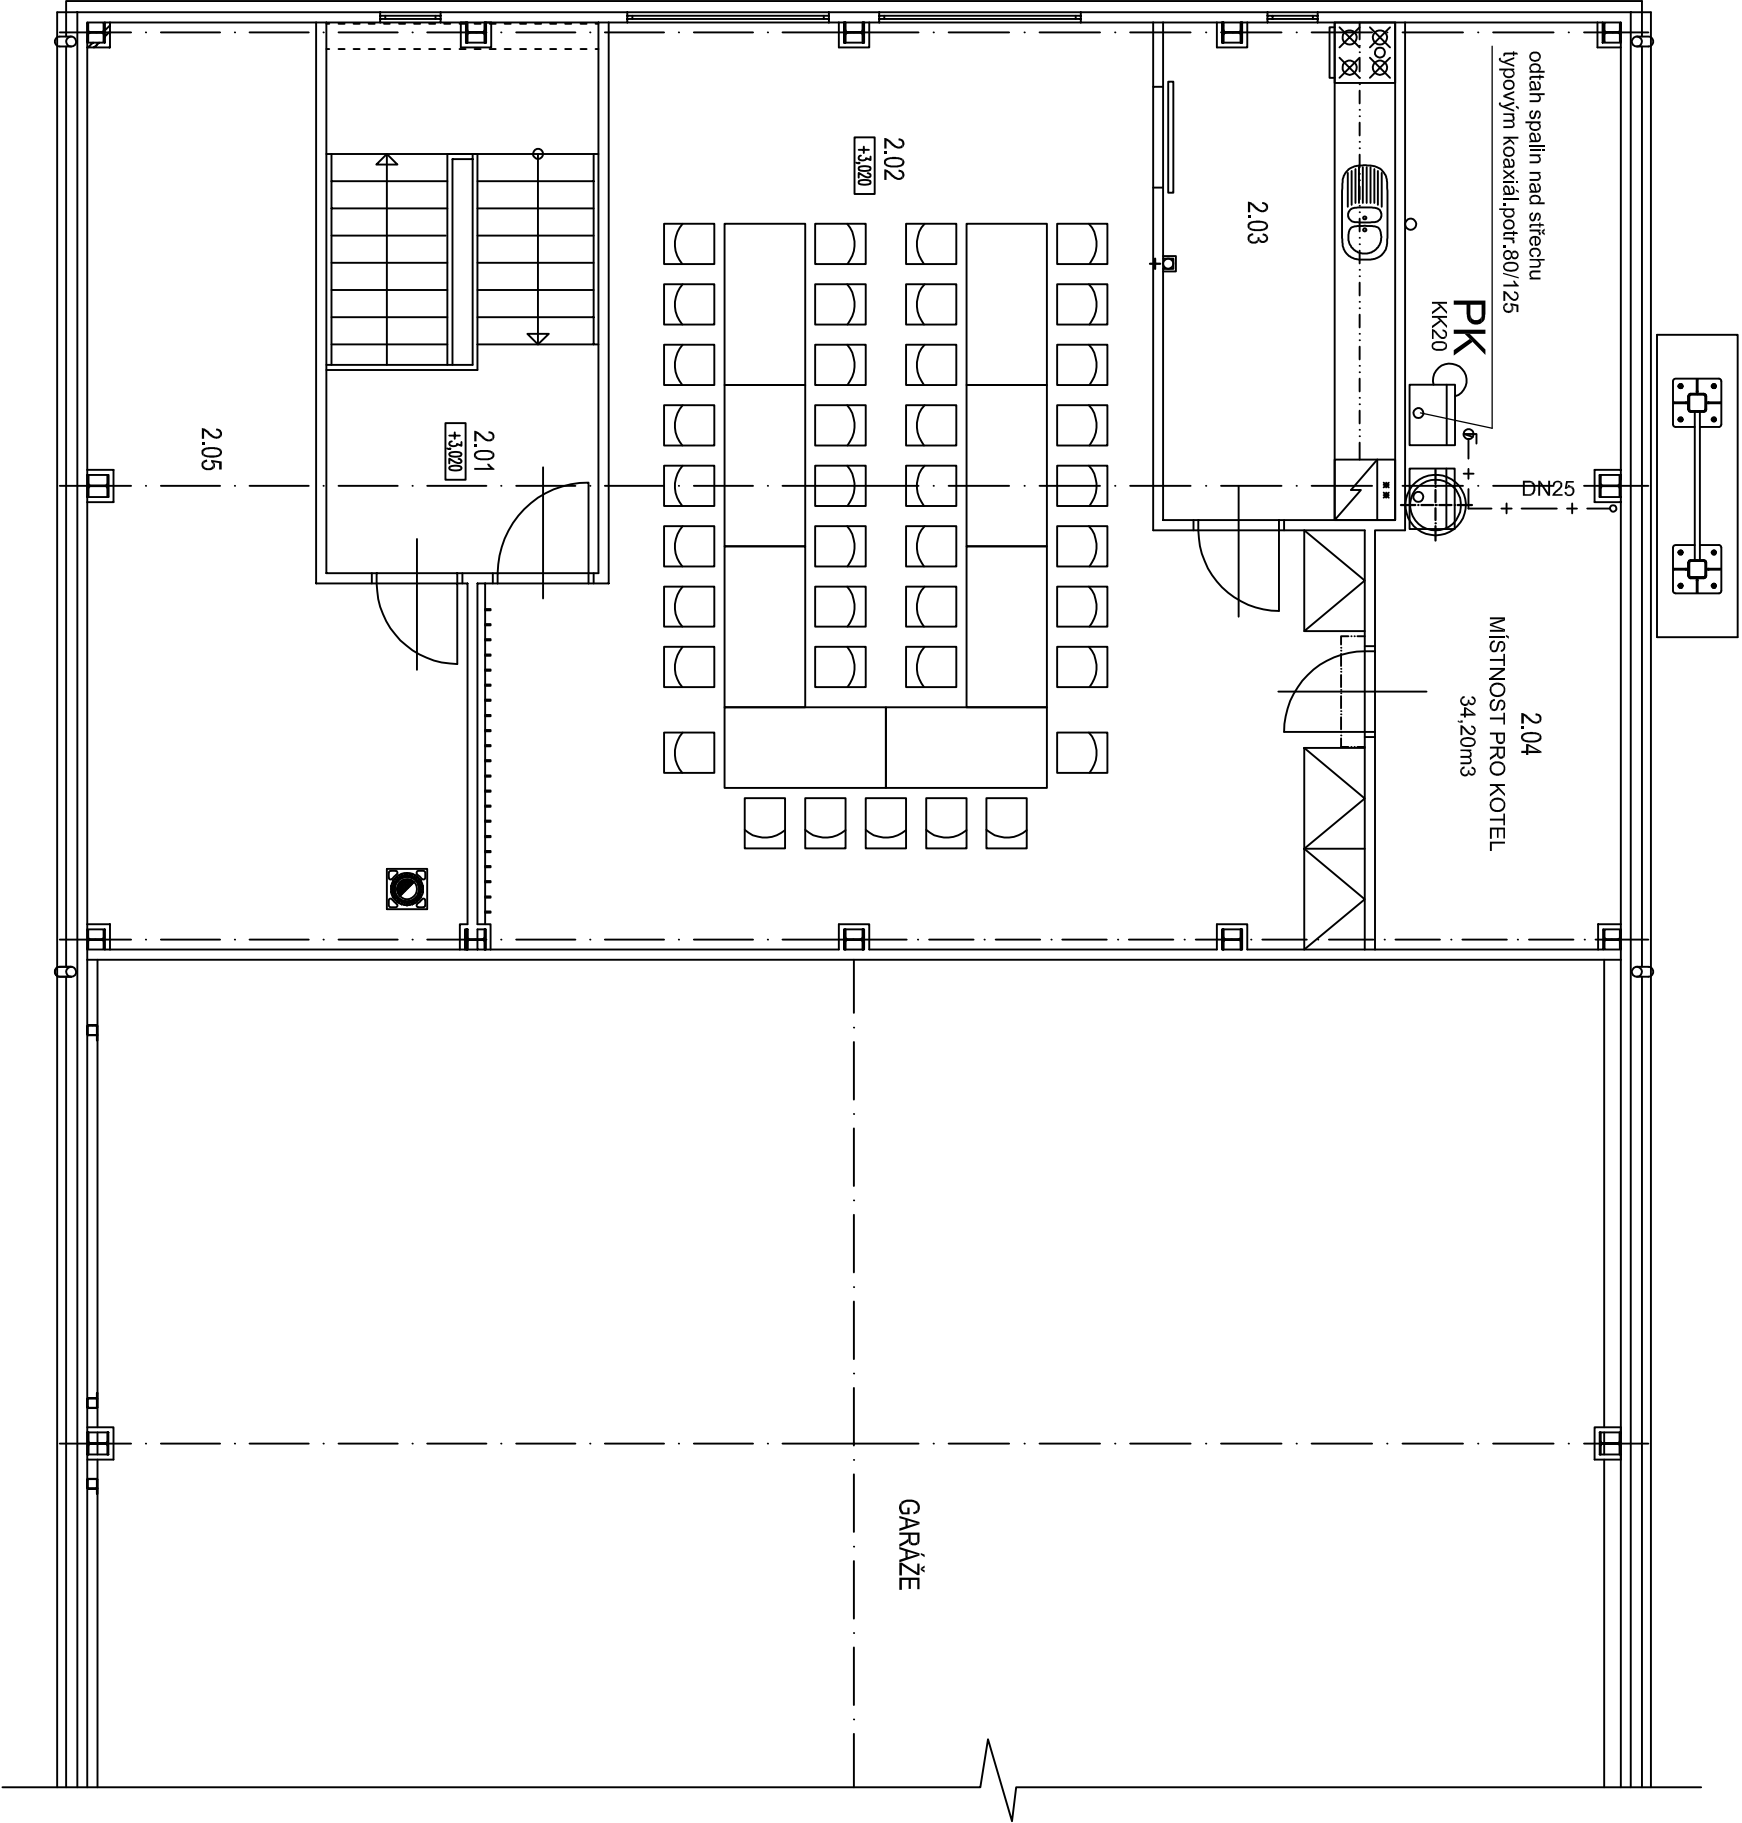 odtah spalin nad střechu
typovým koaxiál.potr.80/125
PK
KK20
DN25
2.04
MÍSTNOST PRO KOTEL
34,20m3
2.03
2.02
+3,020
2.01
+3,020
2.05
GARÁŽE